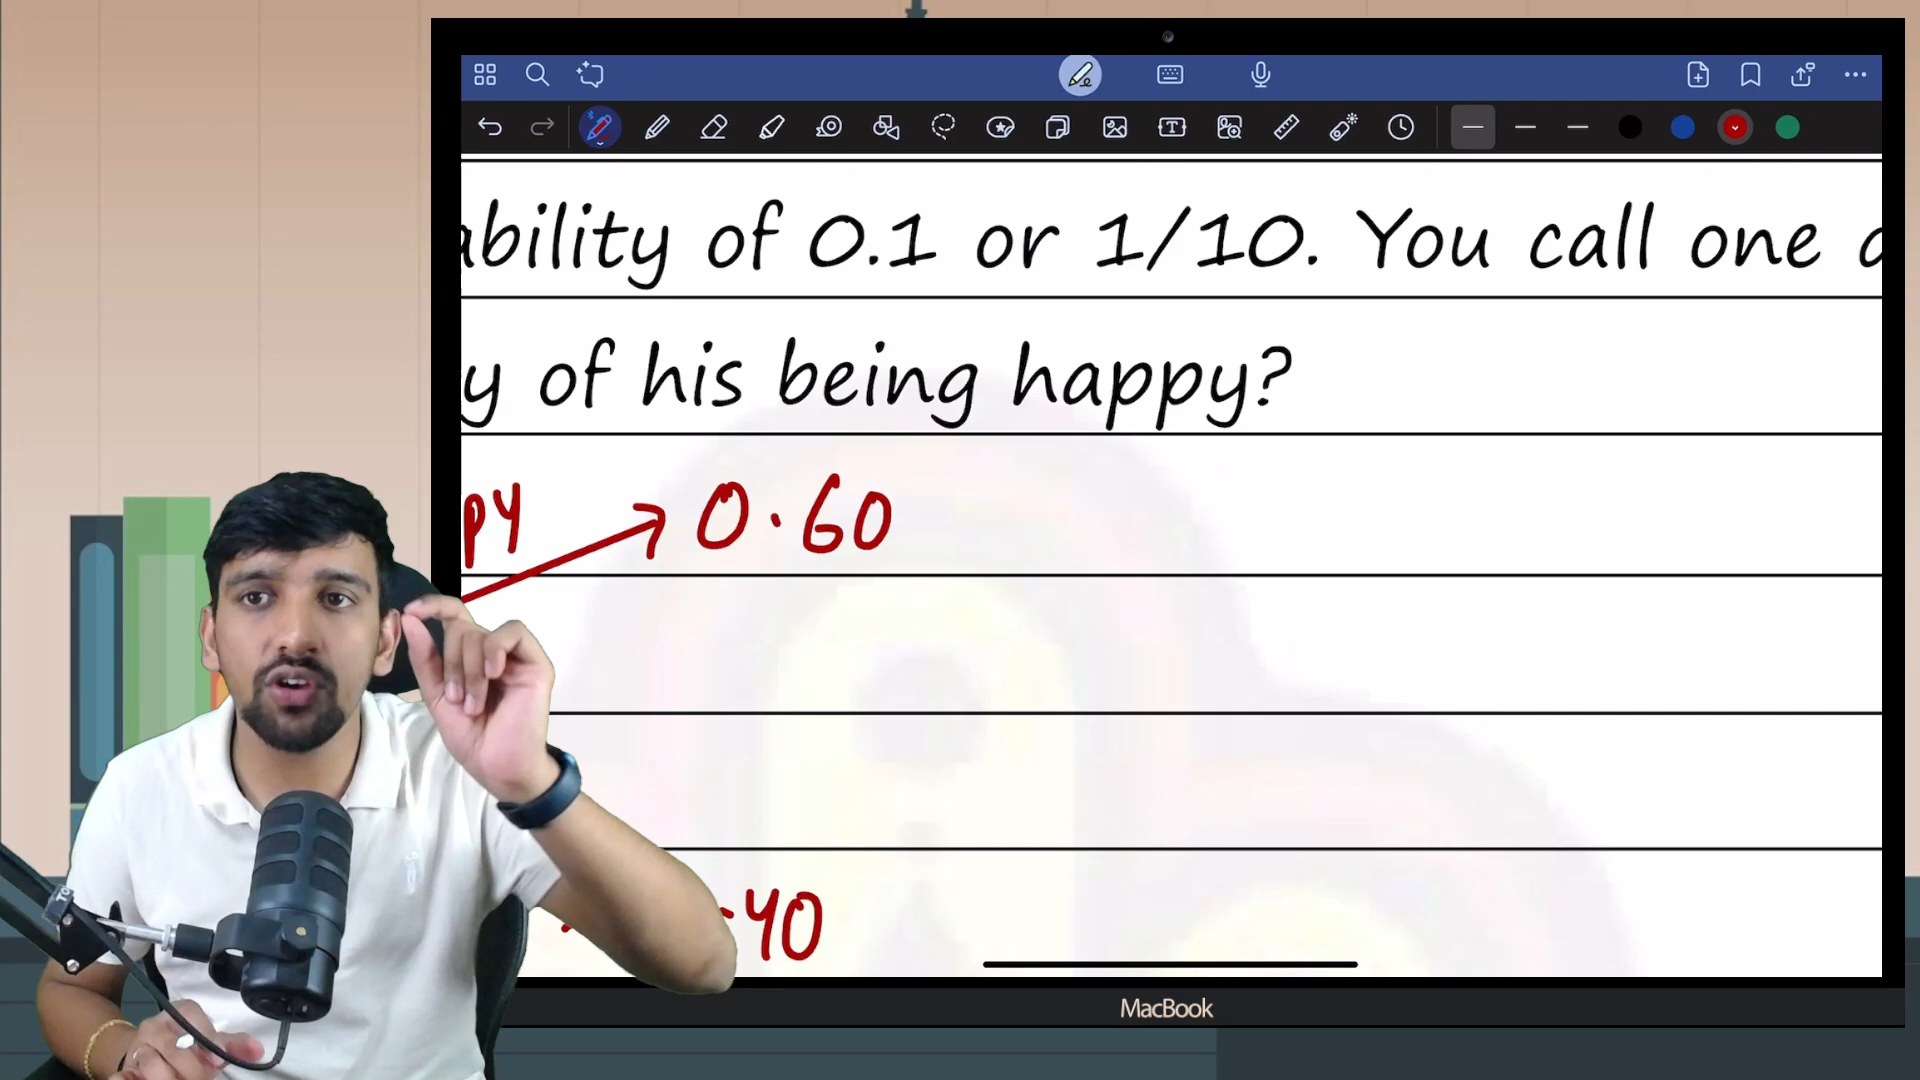 ability of 0.1 or 1/10. You call one
y of his being happy?
py
0.60
.40
MacBook